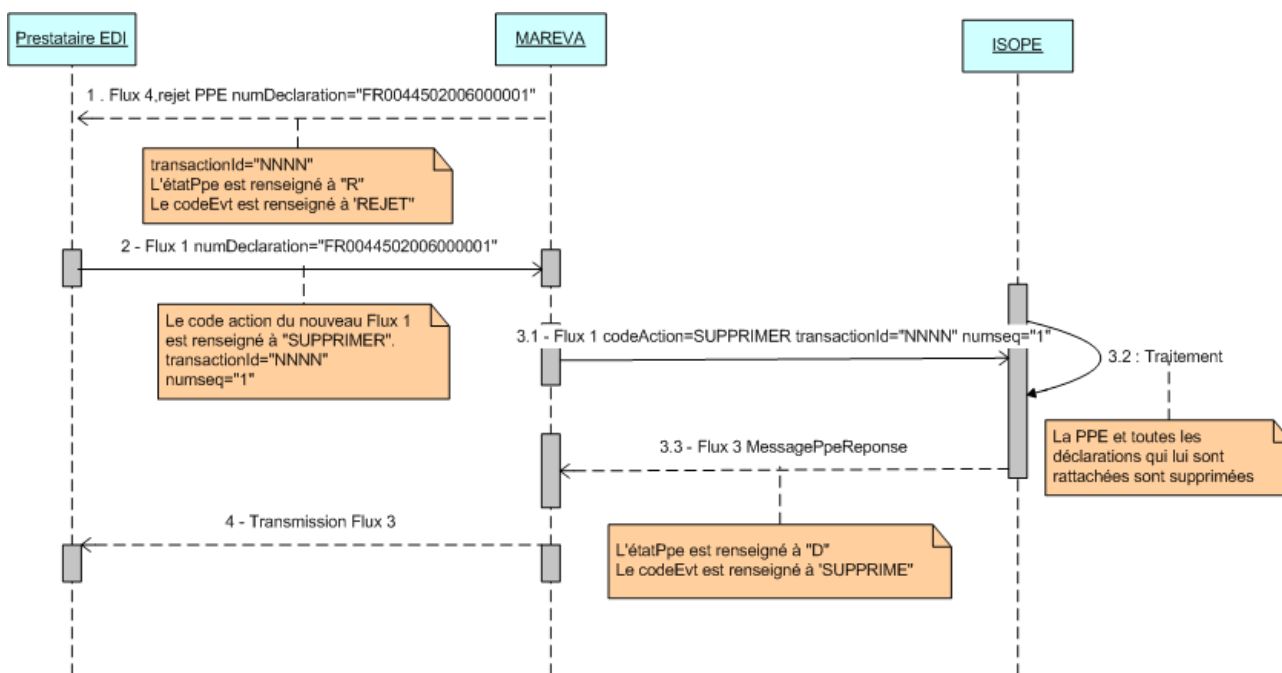 Prestataire EDI
MAREVA
ISOPE
1 . Flux 4,rejet PPE numDeclaration="FR0044502006000001"
transactionId="NNNN"
L'étatPpe est renseigné à "R"
Le codeEvt est renseigné à 'REJET"
2 - Flux 1 numDeclaration="FR0044502006000001"
Le code action du nouveau Flux 1
est renseigné à "SUPPRIMER".
transactionId="NNNN"
numseq="1"
3.1 - Flux 1 codeAction=SUPPRIMER transactionId="NNNN" numseq="1"
3.2 : Traitement
La PPE et toutes les
déclarations qui lui sont
rattachées sont supprimées
3.3 - Flux 3 MessagePpeReponse
L'étatPpe est renseigné à "D"
Le codeEvt est renseigné à 'SUPPRIME"
4 - Transmission Flux 3